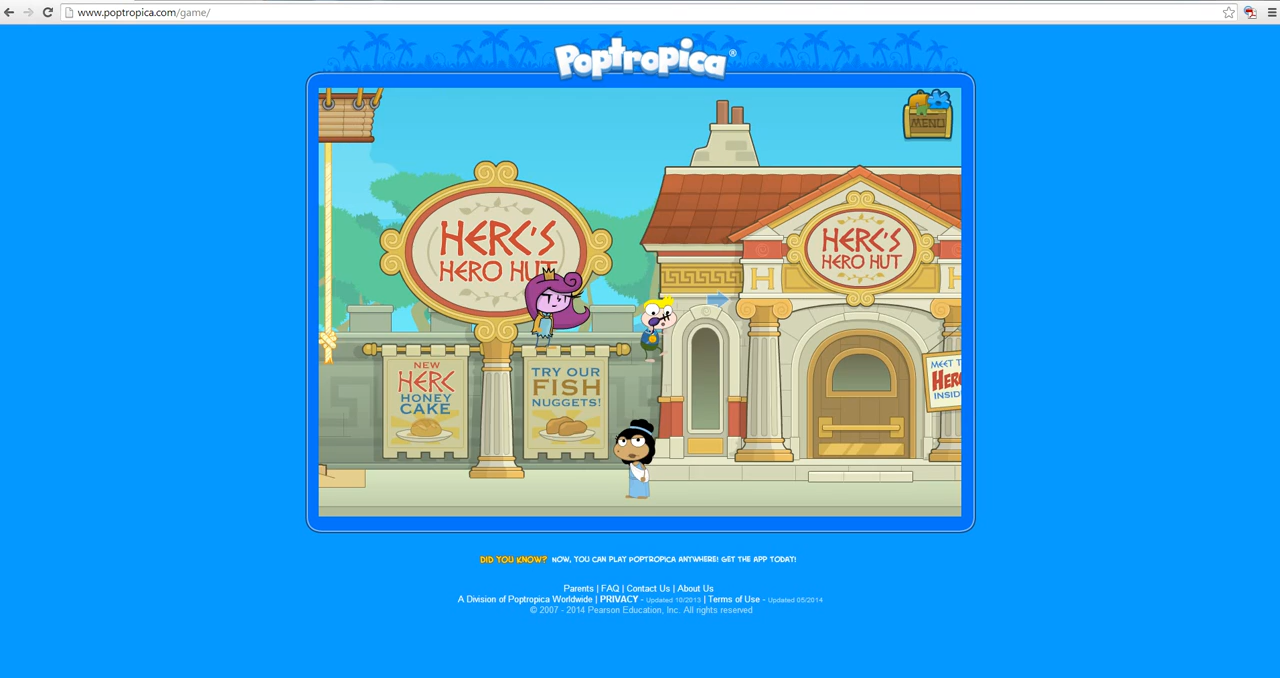 www.poptropica.com/game/
Poptropica®
MENU
HERC'S
HERO HUT
HERC'S
HERO HUT
H
H
NEW
HERC
HONEY
CAKE
TRY OUR
FISH
NUGGETS!
MEET T
HERC
INSID
DID YOU KNOW? NOW, YOU CAN PLAY POPTROPICA ANYWHERE! GET THE APP TODAY!
Parents | FAQ | Contact Us | About Us
A Division of Poptropica Worldwide | PRIVACY - Updated 10/2013 | Terms of Use - Updated 05/2014
© 2007 - 2014 Pearson Education, Inc. All rights reserved